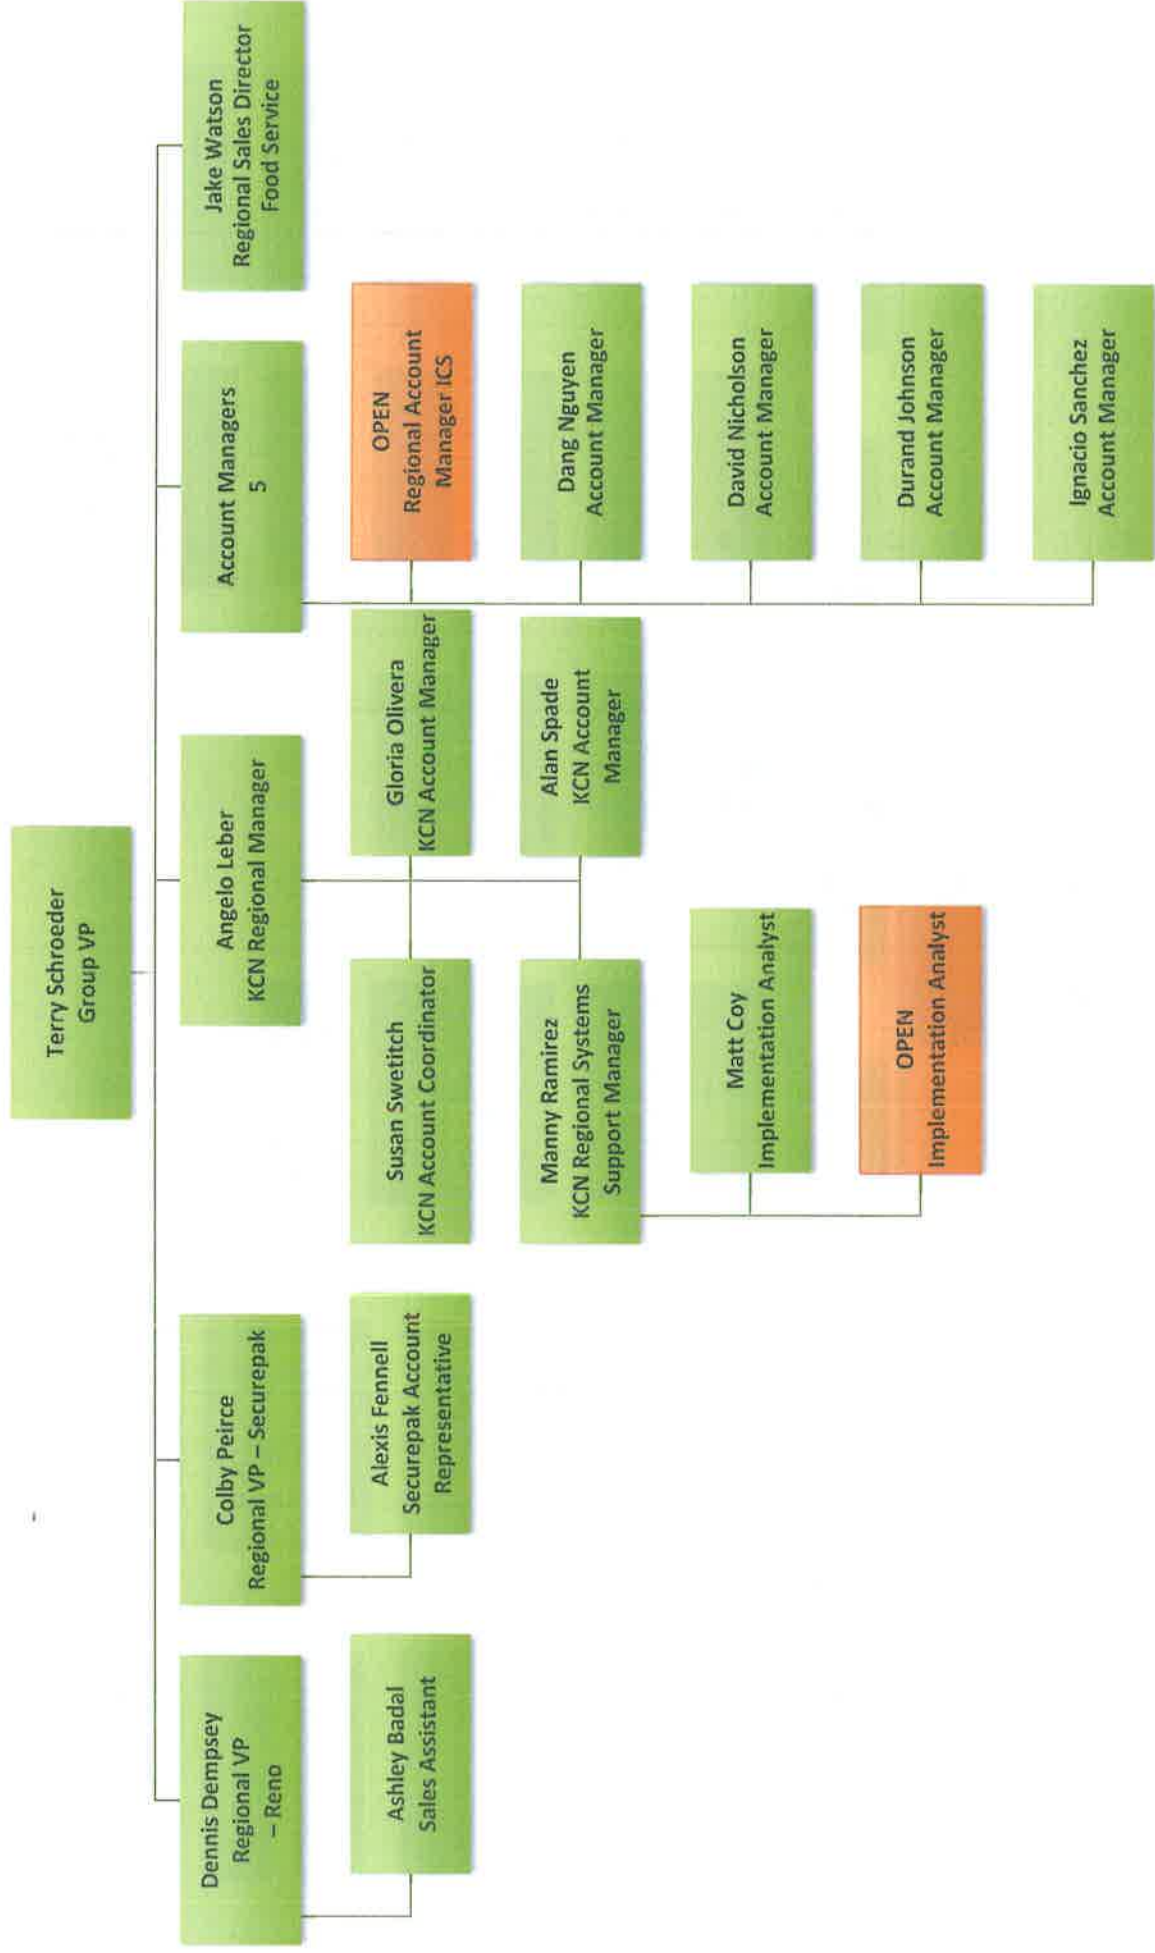 Terry Schroeder
Group VP
Dennis Dempsey
Regional VP
– Reno
Colby Peirce
Regional VP – Securepak
Angelo Leber
KCN Regional Manager
Account Managers
5
Jake Watson
Regional Sales Director
Food Service
Ashley Badal
Sales Assistant
Alexis Fennell
Securepak Account
Representative
Susan Swetitch
KCN Account Coordinator
Gloria Olivera
KCN Account Manager
OPEN
Regional Account
Manager ICS
Manny Ramirez
KCN Regional Systems
Support Manager
Alan Spade
KCN Account
Manager
Dang Nguyen
Account Manager
Matt Coy
Implementation Analyst
David Nicholson
Account Manager
OPEN
Implementation Analyst
Durand Johnson
Account Manager
Ignacio Sanchez
Account Manager